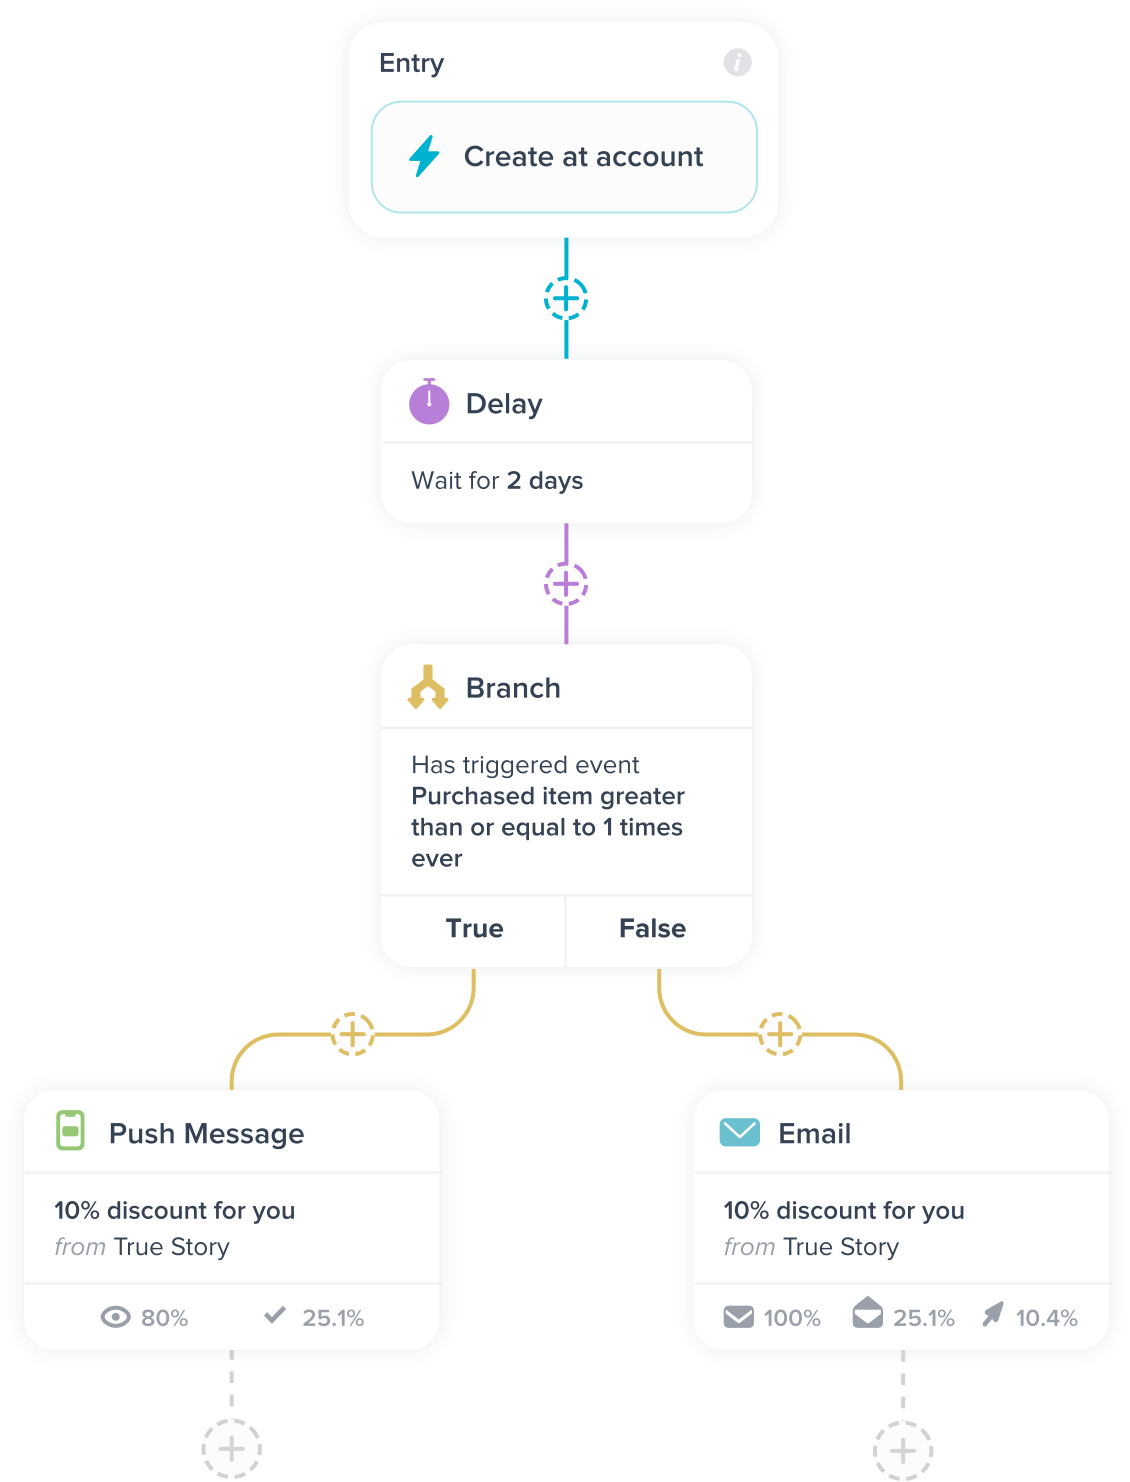 Entry
i
Create at account
Delay
Wait for 2 days
Branch
Has triggered event
Purchased item greater
than or equal to 1 times
ever
True
False
Push Message
10% discount for you
from True Story
80%
25.1%
Email
10% discount for you
from True Story
100%
25.1%
10.4%